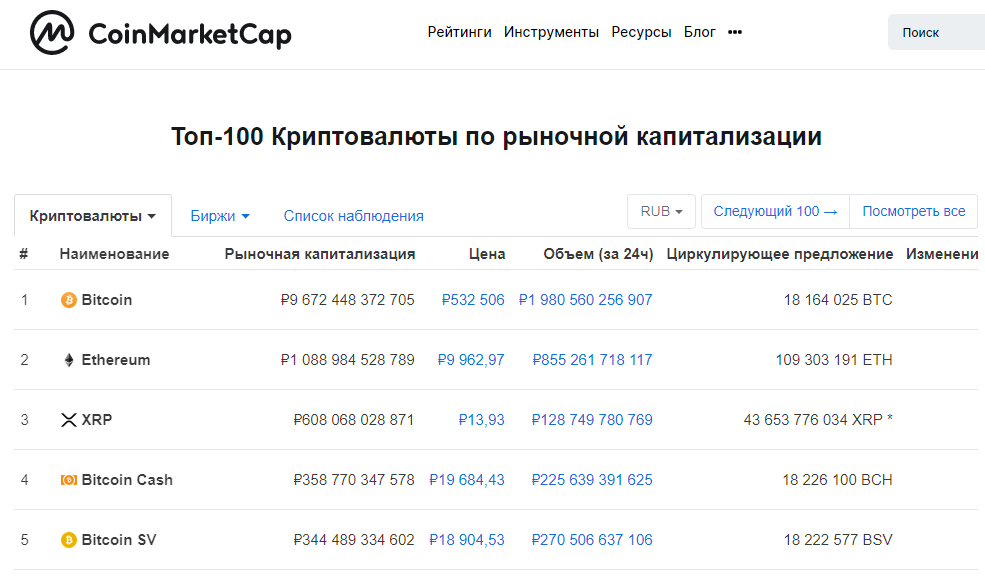 CoinMarketCap Рейтинги Инструменты Ресурсы Блог ••• Поиск
Топ-100 Криптовалюты по рыночной капитализации
Криптовалюты Биржи Список наблюдения RUB Следующий 100 → Посмотреть все
# Наименование Рыночная капитализация Цена Объем (за 24ч) Циркулирующее предложение Изменени
1 Bitcoin ₽9 672 448 372 705 ₽532 506 ₽1 980 560 256 907 18 164 025 BTC
2 Ethereum ₽1 088 984 528 789 ₽9 962,97 ₽855 261 718 117 109 303 191 ETH
3 XRP ₽608 068 028 871 ₽13,93 ₽128 749 780 769 43 653 776 034 XRP *
4 Bitcoin Cash ₽358 770 347 578 ₽19 684,43 ₽225 639 391 625 18 226 100 BCH
5 Bitcoin SV ₽344 489 334 602 ₽18 904,53 ₽270 506 637 106 18 222 577 BSV